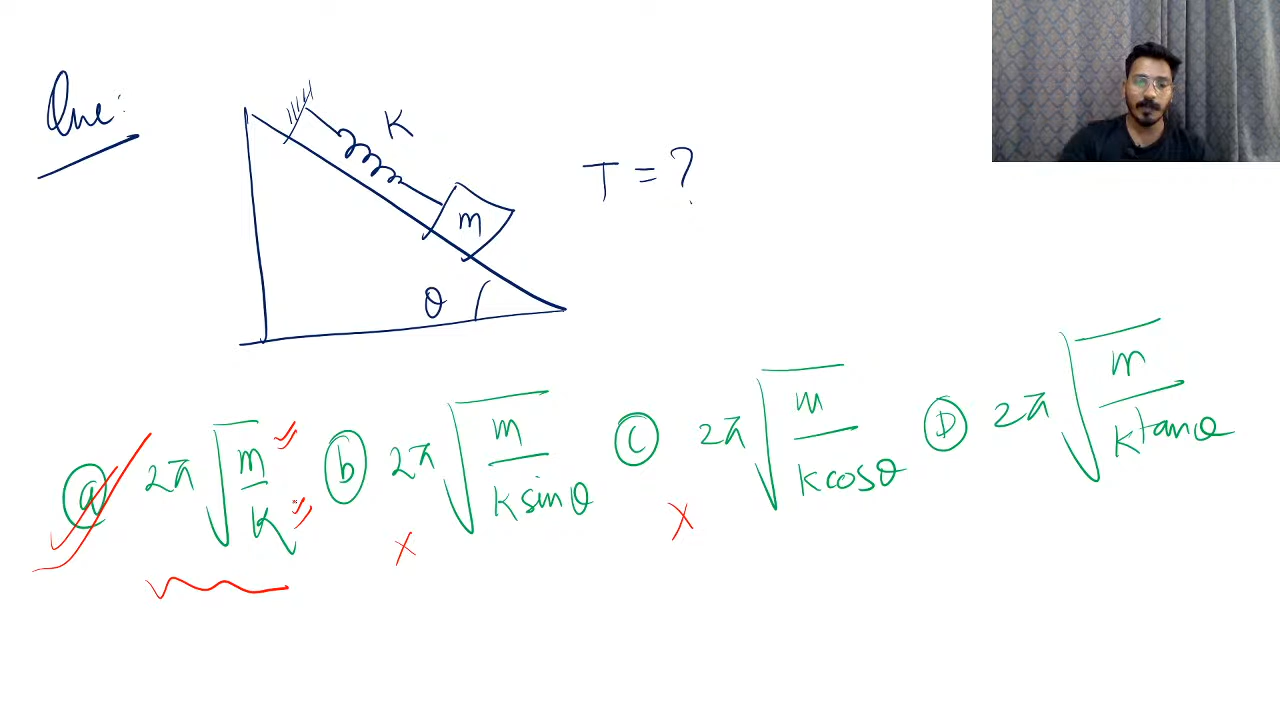 Que:
K
m
θ
T = ?
(a) 2π √(m/K)
(b) 2π √(m/K sinθ)
(C) 2π √(m/K cosθ)
(D) 2π √(m/K tanθ)